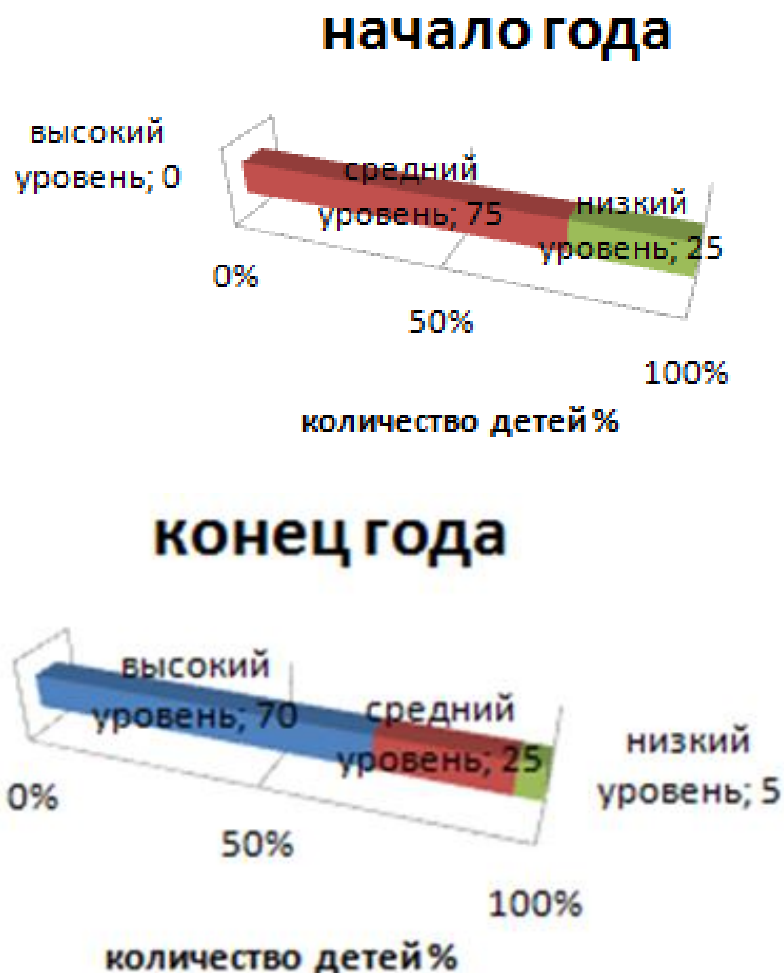 начало года
высокий
уровень; 0
средний
уровень; 75
низкий
уровень; 25
0%
50%
100%
количество детей %
конец года
высокий
уровень; 70
средний
уровень; 25
низкий
уровень; 5
0%
50%
100%
количество детей %